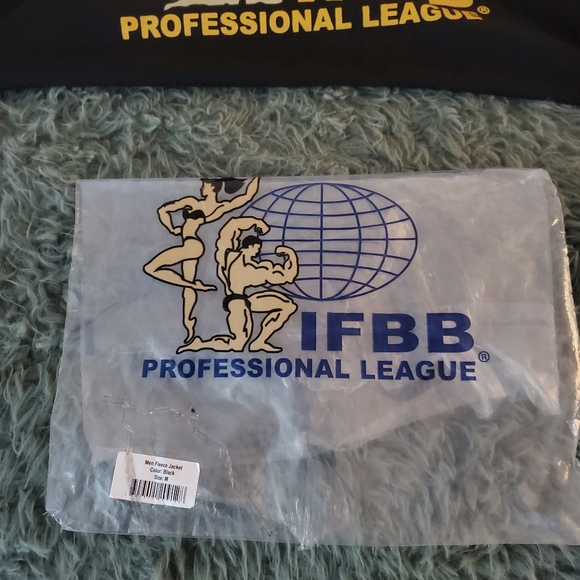 PROFESSIONAL LEAGUE®
IFBB
PROFESSIONAL LEAGUE®
Men Fleece Jacket
Color: Black
Size: M